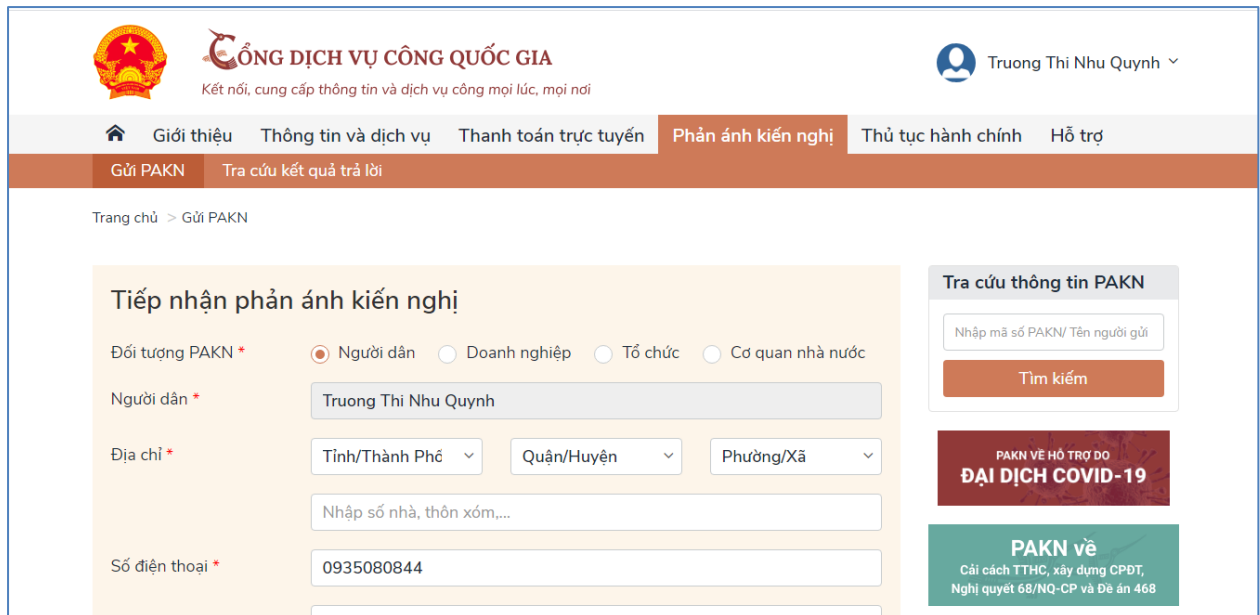 CỔNG DỊCH VỤ CÔNG QUỐC GIA
Kết nối, cung cấp thông tin và dịch vụ công mọi lúc, mọi nơi
Truong Thi Nhu Quynh
Giới thiệu Thông tin và dịch vụ Thanh toán trực tuyến Phản ánh kiến nghị Thủ tục hành chính Hỗ trợ
Gửi PAKN Tra cứu kết quả trả lời
Trang chủ > Gửi PAKN
Tiếp nhận phản ánh kiến nghị
Đối tượng PAKN * Người dân Doanh nghiệp Tổ chức Cơ quan nhà nước
Người dân * Truong Thi Nhu Quynh
Địa chỉ * Tỉnh/Thành Phố Quận/Huyện Phường/Xã
Nhập số nhà, thôn xóm,...
Số điện thoại * 0935080844
Tra cứu thông tin PAKN
Nhập mã số PAKN/ Tên người gửi
Tìm kiếm
PAKN VỀ HỖ TRỢ DO
ĐẠI DỊCH COVID-19
PAKN về
Cải cách TTHC, xây dựng CPĐT,
Nghị quyết 68/NQ-CP và Đề án 468